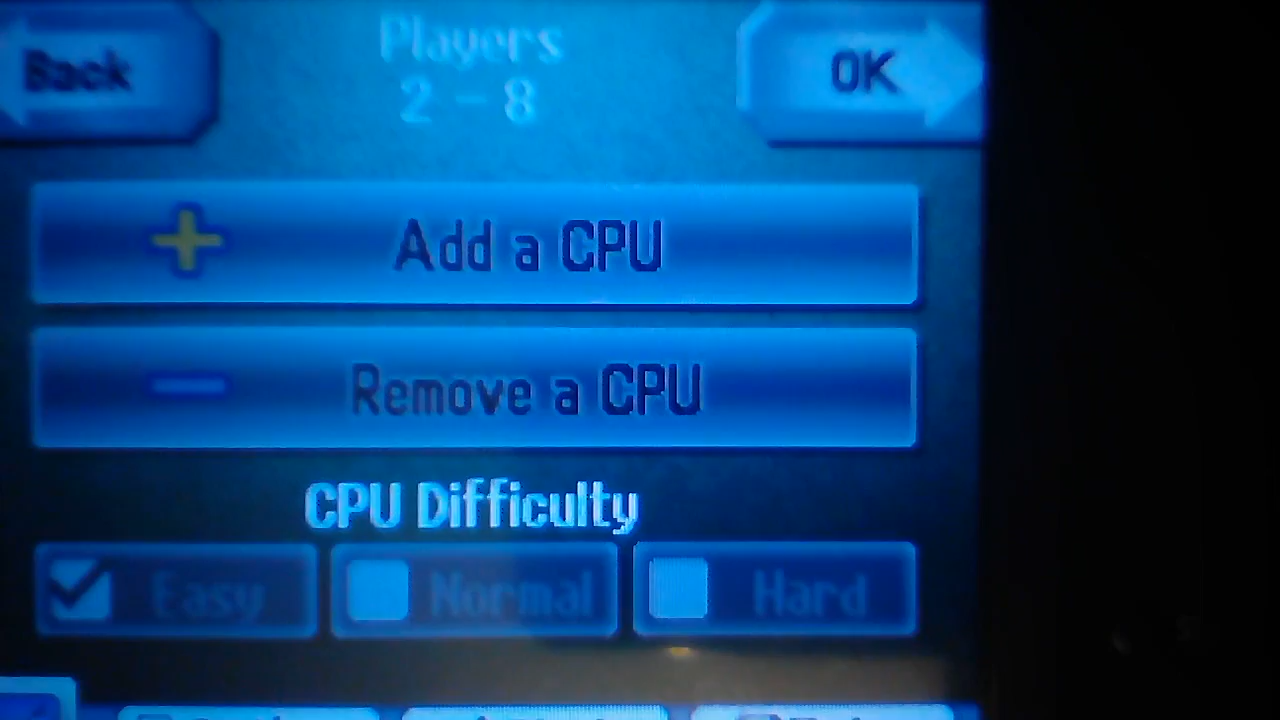 Back
Players
2 - 8
OK
Add a CPU
Remove a CPU
CPU Difficulty
Easy
Normal
Hard